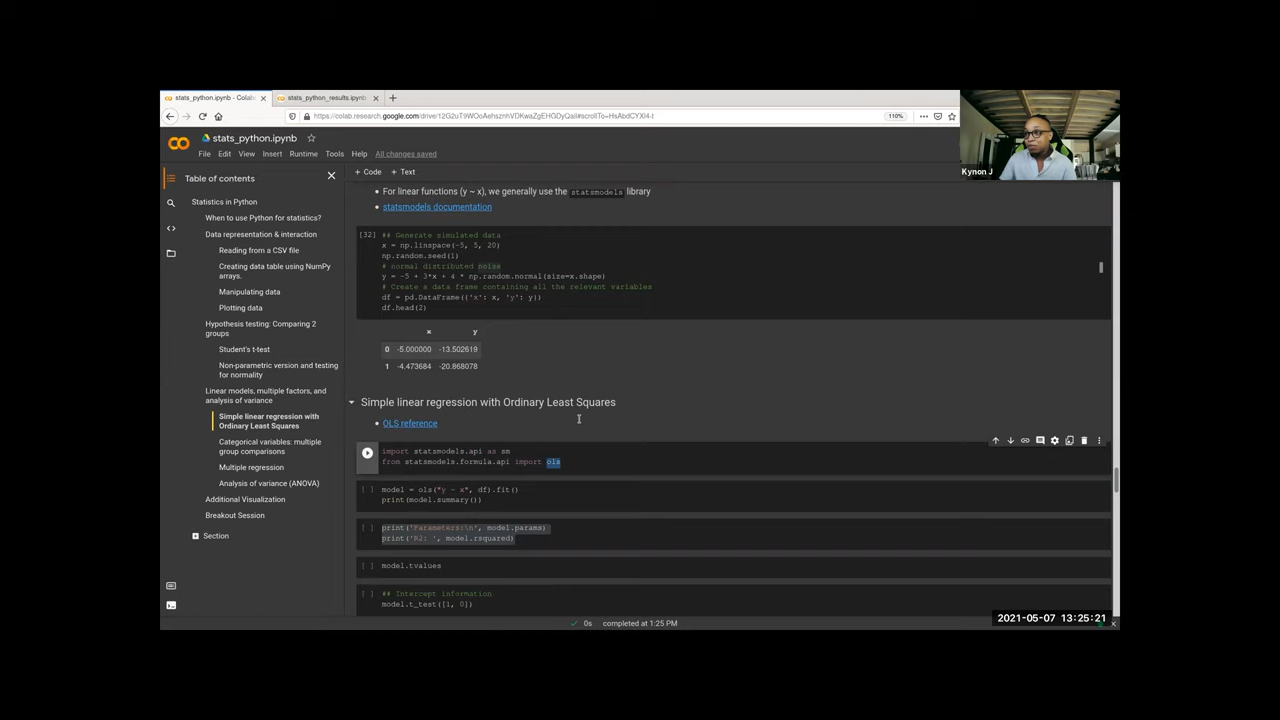 stats_python.ipynb - Colab
stats_python_results.ipynb
https://colab.research.google.com/drive/
110%
stats_python.ipynb
File Edit View Insert Runtime Tools Help All changes saved
Kynon J
Table of contents
+ Code + Text
Statistics in Python
When to use Python for statistics?
Data representation & interaction
Reading from a CSV file
Creating data table using NumPy
arrays.
Manipulating data
Plotting data
Hypothesis testing: Comparing 2
groups
Student's t-test
Non-parametric version and testing
for normality
Linear models, multiple factors, and
analysis of variance
Simple linear regression with
Ordinary Least Squares
Categorical variables: multiple
group comparisons
Multiple regression
Analysis of variance (ANOVA)
Additional Visualization
Breakout Session
Section
• For linear functions (y ~ x), we generally use the statsmodels library
• statsmodels documentation
[32] ## Generate simulated data
x = np.linspace(-5, 5, 20)
np.random.seed(1)
# normal distributed noise
y = -5 + 3*x + 4 * np.random.normal(size=x.shape)
# Create a data frame containing all the relevant variables
df = pd.DataFrame({'x': x, 'y': y})
df.head(2)
x y
0 -5.000000 -13.502619
1 -4.473684 -20.868078
Simple linear regression with Ordinary Least Squares
• OLS reference
import statsmodels.api as sm
from statsmodels.formula.api import ols
[ ] model = ols("y ~ x", df).fit()
print(model.summary())
[ ] print('Parameters:\n', model.params)
print('R2: ', model.rsquared)
[ ] model.tvalues
[ ] ## Intercept information
model.t_test([1, 0])
0s completed at 1:25 PM
2021-05-07 13:25:21